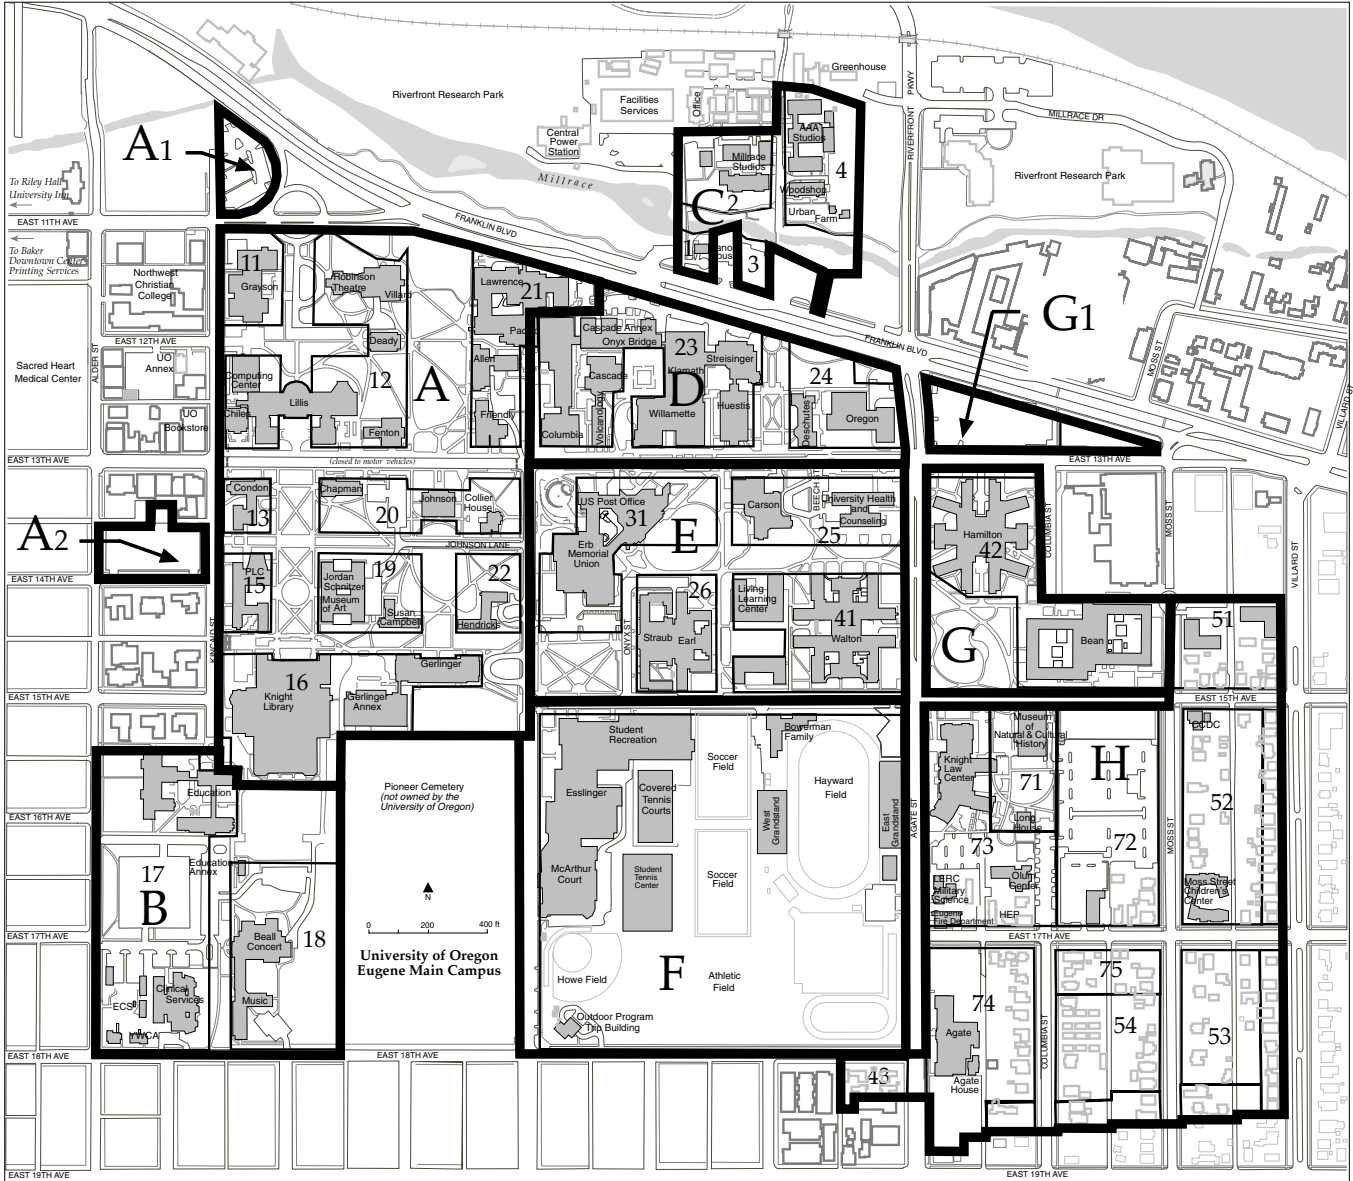 Greenhouse
Riverfront Research Park
Facilities
Services
Office
RIVERFRONT PKWY
MILLRACE DR
A1
C2
AAA
Studios
4
Central
Power
Station
Millrace
Studios
Millrace
Woodshop
Urban
Farm
Riverfront Research Park
To Riley Hall
University Inn
EAST 11TH AVE
FRANKLIN BLVD
To Baker
Downtown Center
Printing Services
1
3
11
Grayson
Robinson
Theatre
Villard
Lawrence
21
G1
Northwest
Christian
College
Cascade Annex
Onyx Bridge
23
FRANKLIN BLVD
MOSS ST
EAST 12TH AVE
Deady
Allen
Streisinger
Klamath
Sacred Heart
Medical Center
ALDER ST
UO
Annex
Computing
Center
12
A
Cascade
D
24
VILLARD ST
Lillis
Chiles
Friendly
Volcanology
Willamette
Huestis
Deschutes
Oregon
UO
Bookstore
Fenton
Columbia
EAST 13TH AVE
(closed to motor vehicles)
EAST 13TH AVE
Condon
13
Chapman
20
Johnson
Collier
House
US Post Office
31
Carson
BEECH ST
University Health
and
Counseling
25
Hamilton
42
COLUMBIA ST
MOSS ST
A2
E
Erb
Memorial
Union
JOHNSON LANE
EAST 14TH AVE
PLC
15
Jordan
Schnitzer
Museum
of Art
19
Susan
Campbell
22
Hendricks
26
Living
Learning
Center
41
Walton
VILLARD ST
KINCAID ST
ONYX ST
Straub
Earl
G
Bean
51
Gerlinger
16
Knight
Library
Gerlinger
Annex
EAST 15TH AVE
EAST 15TH AVE
Student
Recreation
Bowerman
Family
Museum
of
Natural & Cultural
History
CCDC
Soccer
Field
Knight
Law
Center
H
Pioneer Cemetery
(not owned by the
University of Oregon)
Education
Esslinger
Covered
Tennis
Courts
Hayward
Field
West
Grandstand
East
Grandstand
AGATE ST
71
52
EAST 16TH AVE
Long
House
MOSS ST
73
72
17
B
Education
Annex
McArthur
Court
Student
Tennis
Center
Soccer
Field
LERC
Military
Science
Olum
Center
Moss Street
Children's
Center
N
HEP
Eugene
Fire Department
0 200 400 ft
EAST 17TH AVE
EAST 17TH AVE
Beall
Concert
18
University of Oregon
Eugene Main Campus
F
Howe Field
Athletic
Field
75
Clinical
Services
ECS
Music
74
54
53
YWCA
Outdoor Program
Trip Building
Agate
COLUMBIA ST
EAST 18TH AVE
EAST 18TH AVE
43
Agate
House
EAST 19TH AVE
EAST 19TH AVE